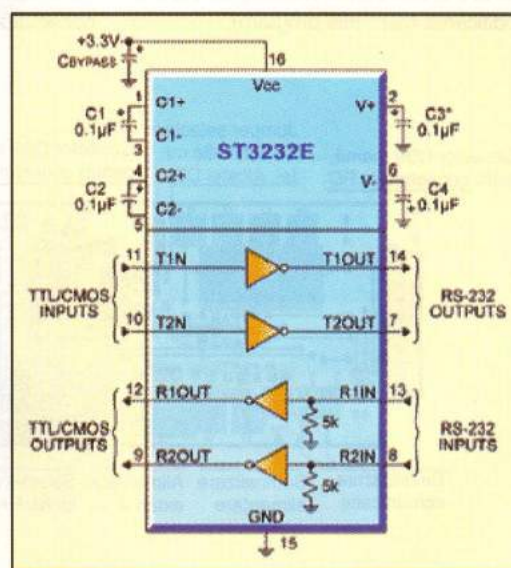 +3.3V
CBYPASS
16
Vcc
1
C1+
V+
2
C1
0.1µF
C3*
0.1µF
C1-
3
ST3232E
4
C2+
V-
6
C2
0.1µF
C4
0.1µF
C2-
5
11
T1N
T1OUT
14
TTL/CMOS
INPUTS
RS-232
OUTPUTS
10
T2N
T2OUT
7
12
R1OUT
R1IN
13
5k
TTL/CMOS
OUTPUTS
RS-232
INPUTS
9
R2OUT
R2IN
8
5k
GND
15